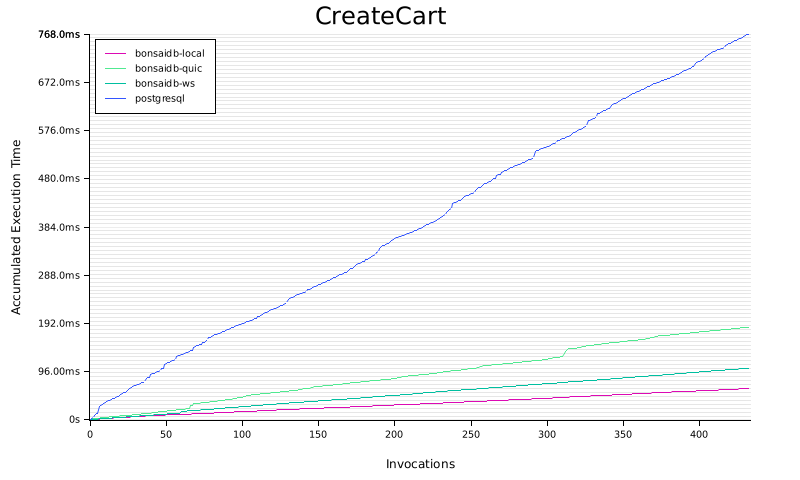 CreateCart
768.0ms
672.0ms
576.0ms
480.0ms
384.0ms
288.0ms
192.0ms
96.00ms
0s
bonsaidb-local
bonsaidb-quic
bonsaidb-ws
postgresql
Accumulated Execution Time
0 50 100 150 200 250 300 350 400
Invocations